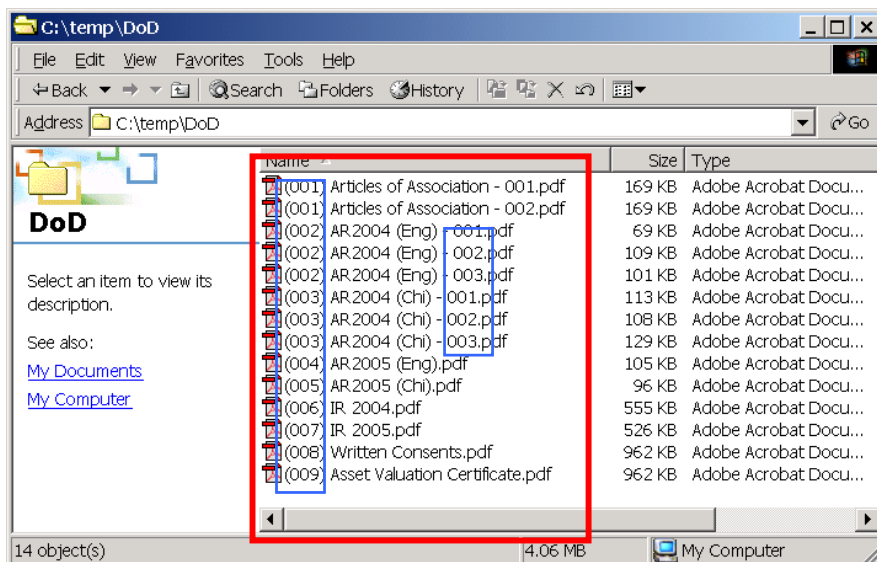 C:\temp\DoD
File Edit View Favorites Tools Help
Back Search Folders History
Address C:\temp\DoD Go
Name Size Type
(001) Articles of Association - 001.pdf 169 KB Adobe Acrobat Docu...
(001) Articles of Association - 002.pdf 169 KB Adobe Acrobat Docu...
(002) AR2004 (Eng) - 001.pdf 69 KB Adobe Acrobat Docu...
(002) AR2004 (Eng) - 002.pdf 109 KB Adobe Acrobat Docu...
(002) AR2004 (Eng) - 003.pdf 101 KB Adobe Acrobat Docu...
(003) AR2004 (Chi) - 001.pdf 113 KB Adobe Acrobat Docu...
(003) AR2004 (Chi) - 002.pdf 108 KB Adobe Acrobat Docu...
(003) AR2004 (Chi) - 003.pdf 129 KB Adobe Acrobat Docu...
(004) AR2005 (Eng).pdf 105 KB Adobe Acrobat Docu...
(005) AR2005 (Chi).pdf 96 KB Adobe Acrobat Docu...
(006) IR 2004.pdf 555 KB Adobe Acrobat Docu...
(007) IR 2005.pdf 526 KB Adobe Acrobat Docu...
(008) Written Consents.pdf 962 KB Adobe Acrobat Docu...
(009) Asset Valuation Certificate.pdf 962 KB Adobe Acrobat Docu...
DoD
Select an item to view its
description.
See also:
My Documents
My Computer
14 object(s) 4.06 MB My Computer